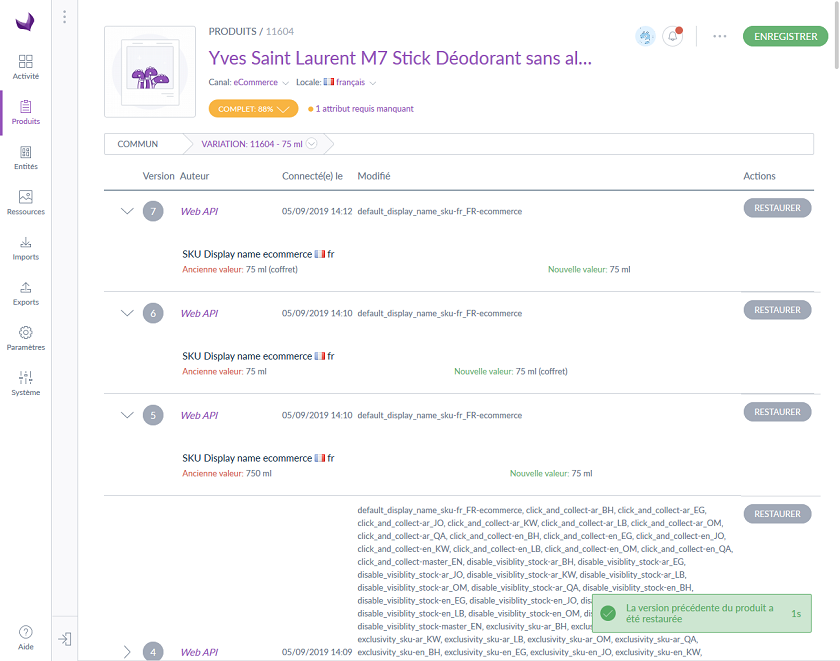 PRODUITS / 11604
Yves Saint Laurent M7 Stick Déodorant sans al...
ENREGISTRER
Canal: eCommerce Locale: français
COMPLET: 88% 1 attribut requis manquant
COMMUN VARIATION: 11604 - 75 ml
Activité
Produits
Entités
Ressources
Imports
Exports
Paramètres
Système
Aide
Version Auteur Connecté(e) le Modifié Actions
7 Web API 05/09/2019 14:12 default_display_name_sku-fr_FR-ecommerce RESTAURER
SKU Display name ecommerce fr
Ancienne valeur: 75 ml (coffret) Nouvelle valeur: 75 ml
6 Web API 05/09/2019 14:10 default_display_name_sku-fr_FR-ecommerce RESTAURER
SKU Display name ecommerce fr
Ancienne valeur: 75 ml Nouvelle valeur: 75 ml (coffret)
5 Web API 05/09/2019 14:10 default_display_name_sku-fr_FR-ecommerce RESTAURER
SKU Display name ecommerce fr
Ancienne valeur: 750 ml Nouvelle valeur: 75 ml
default_display_name_sku-fr_FR-ecommerce, click_and_collect-ar_BH, click_and_collect-ar_EG, RESTAURER
click_and_collect-ar_JO, click_and_collect-ar_KW, click_and_collect-ar_LB, click_and_collect-ar_OM,
click_and_collect-ar_QA, click_and_collect-en_BH, click_and_collect-en_EG, click_and_collect-en_JO,
click_and_collect-en_KW, click_and_collect-en_LB, click_and_collect-en_OM, click_and_collect-en_QA,
click_and_collect-master_EN, disable_visiblity_stock-ar_BH, disable_visiblity_stock-ar_EG,
disable_visiblity_stock-ar_JO, disable_visiblity_stock-ar_KW, disable_visiblity_stock-ar_LB,
disable_visiblity_stock-ar_OM, disable_visiblity_stock-ar_QA, disable_visiblity_stock-en_BH,
disable_visiblity_stock-en_EG, disable_visiblity_stock-en_JO,
disable_visiblity_stock-en_LB, disable_visiblity_stock-en_OM,
disable_visiblity_stock-master_EN, exclusivity_sku-ar_BH,
exclusivity_sku-ar_KW, exclusivity_sku-ar_LB, exclusivity_sku-ar_OM, exclusivity_sku-ar_QA,
4 Web API 05/09/2019 14:09 exclusivity_sku-en_BH, exclusivity_sku-en_EG, exclusivity_sku-en_JO, exclusivity_sku-en_KW,
La version précédente du produit a
été restaurée
1s